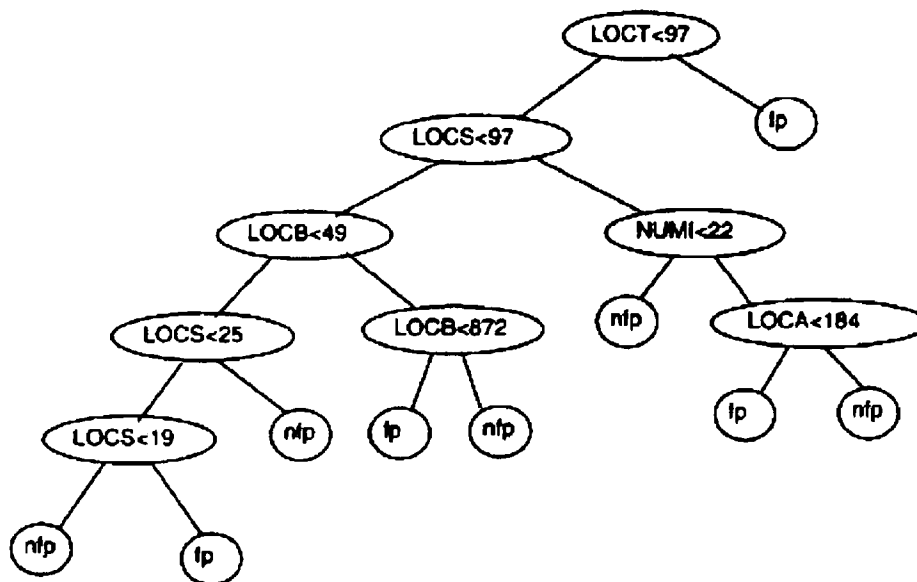 LOCT<97
fp
LOCS<97
LOCB<49
NUMI<22
LOCS<25
LOCB<872
nfp
LOCA<184
LOCS<19
nfp
fp
nfp
fp
nfp
nfp
fp